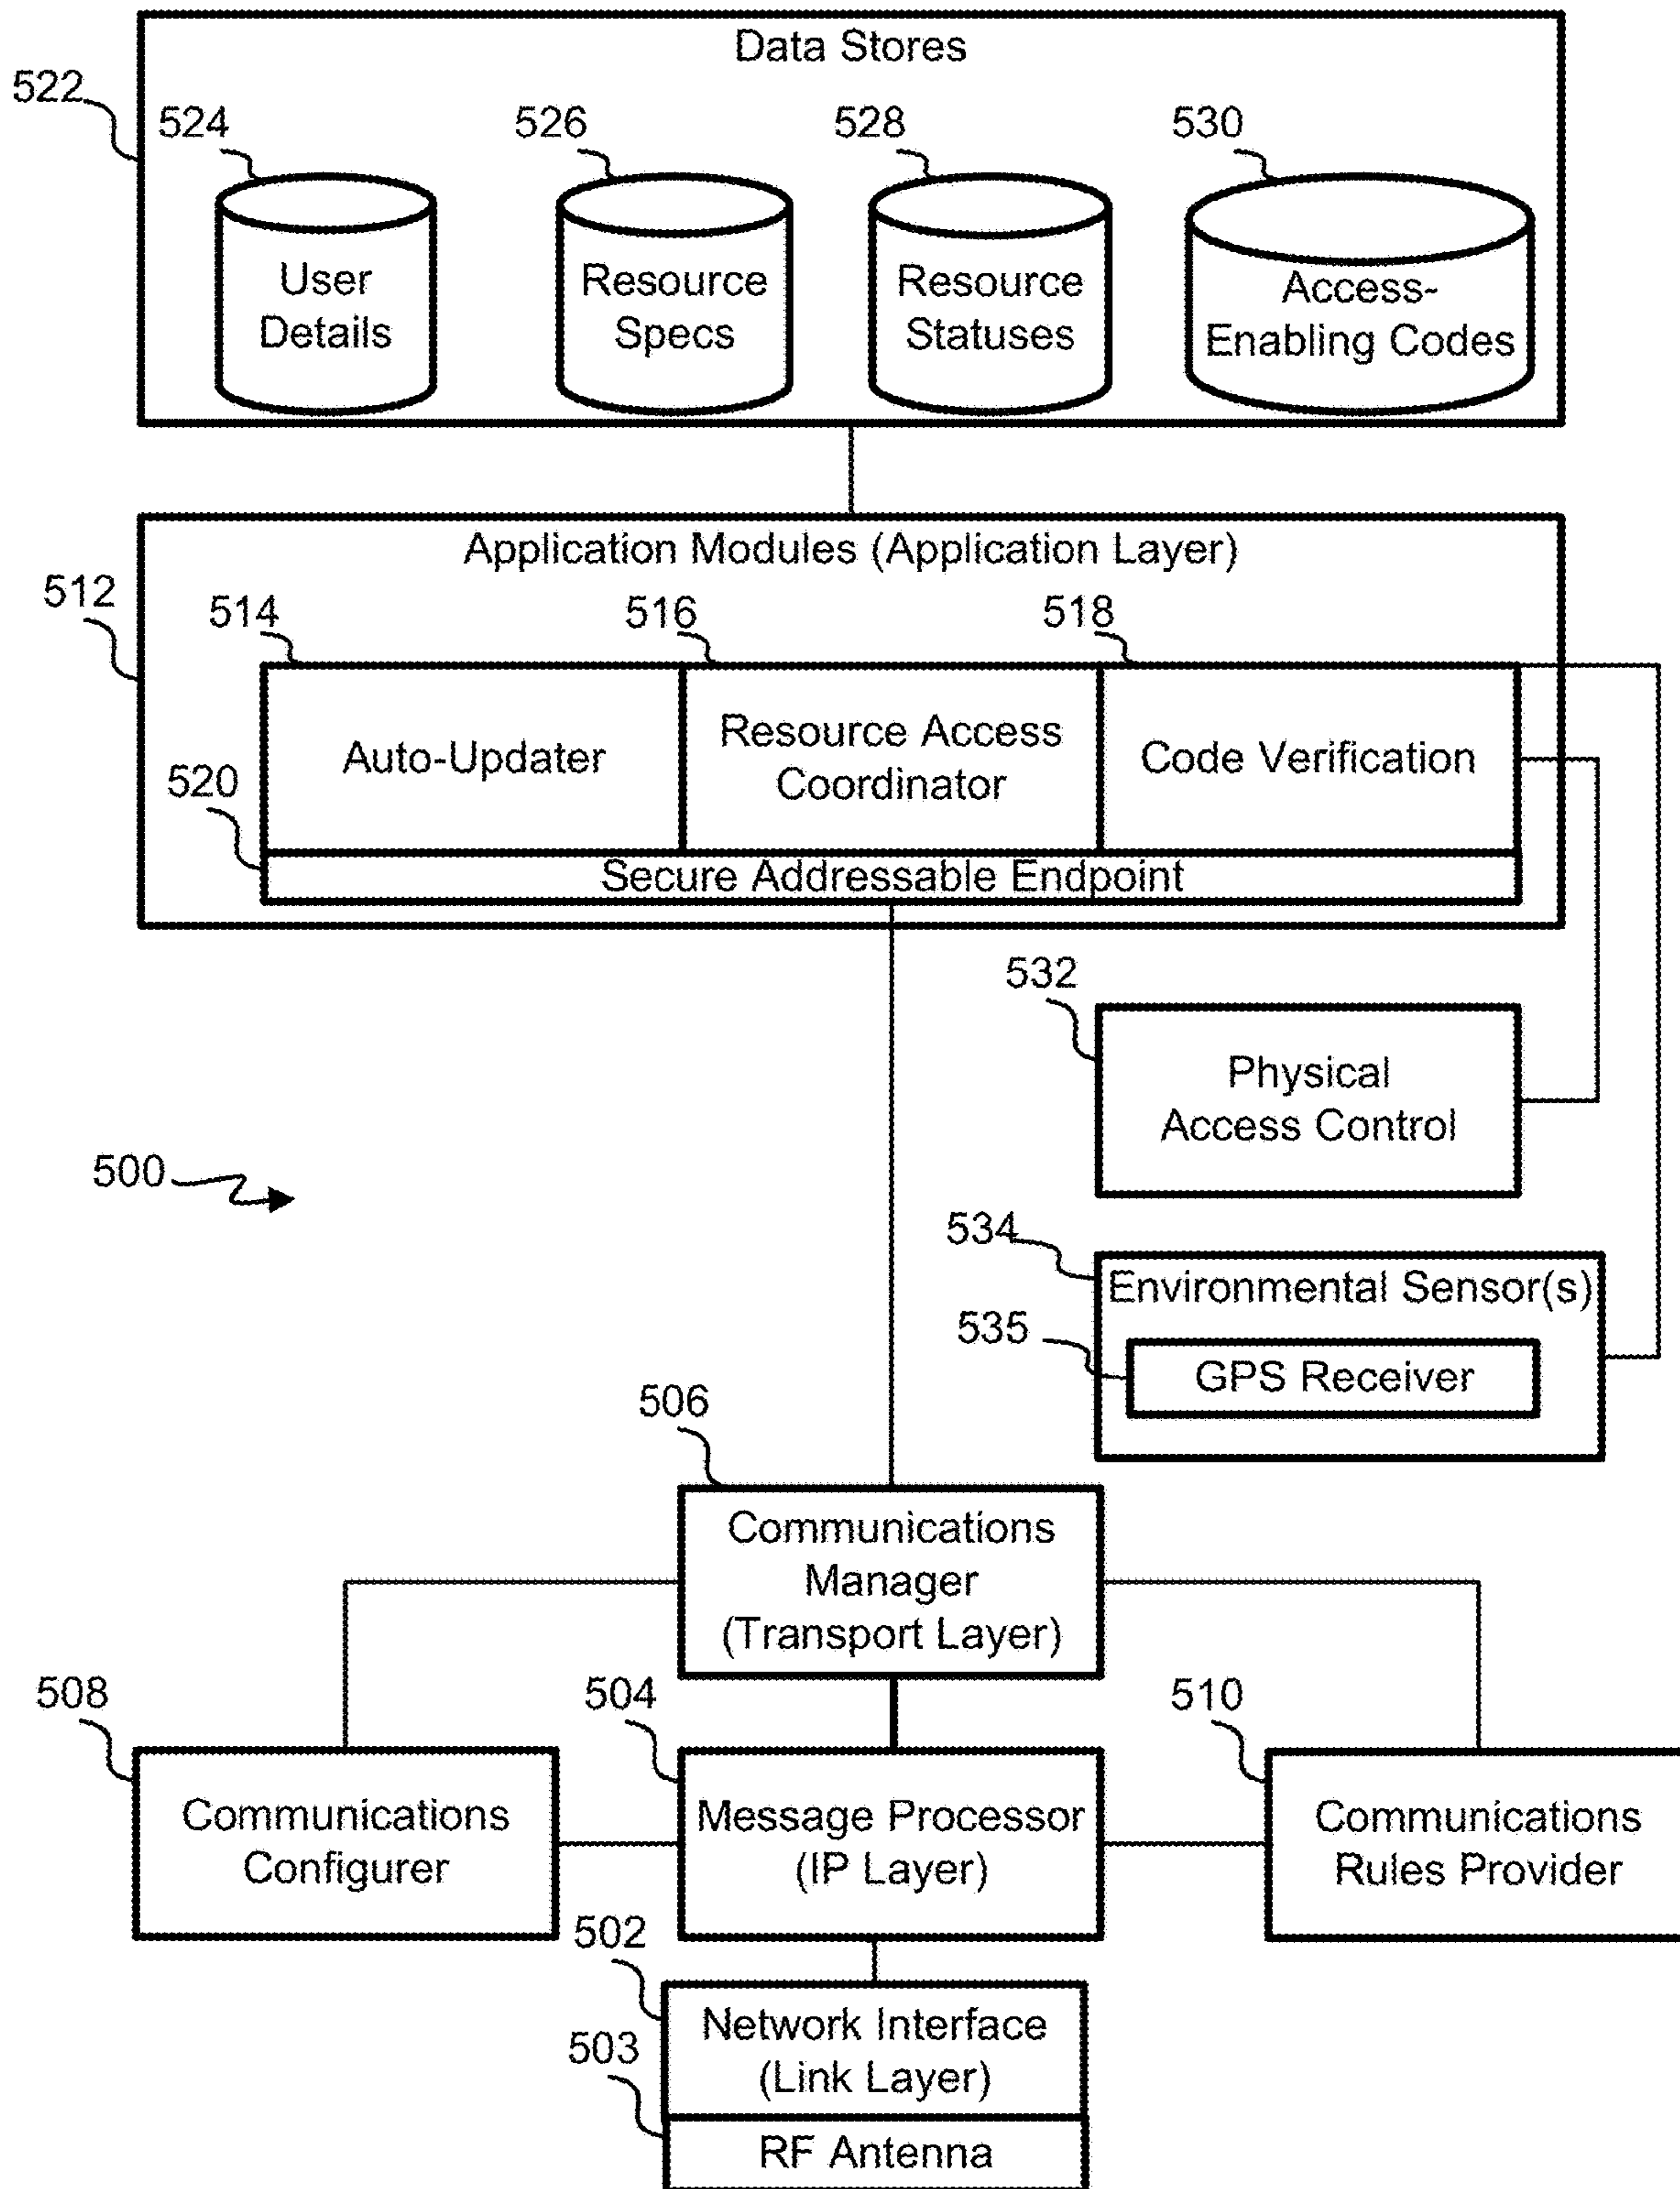 Data Stores
522
524
526
528
530
User
Details
Resource
Specs
Resource
Statuses
Access-
Enabling Codes
Application Modules (Application Layer)
512
514
516
518
Auto-Updater
Resource Access
Coordinator
Code Verification
520
Secure Addressable Endpoint
532
Physical
Access Control
500
534
Environmental Sensor(s)
535
GPS Receiver
506
Communications
Manager
(Transport Layer)
508
504
510
Communications
Configurer
Message Processor
(IP Layer)
Communications
Rules Provider
502
Network Interface
(Link Layer)
503
RF Antenna